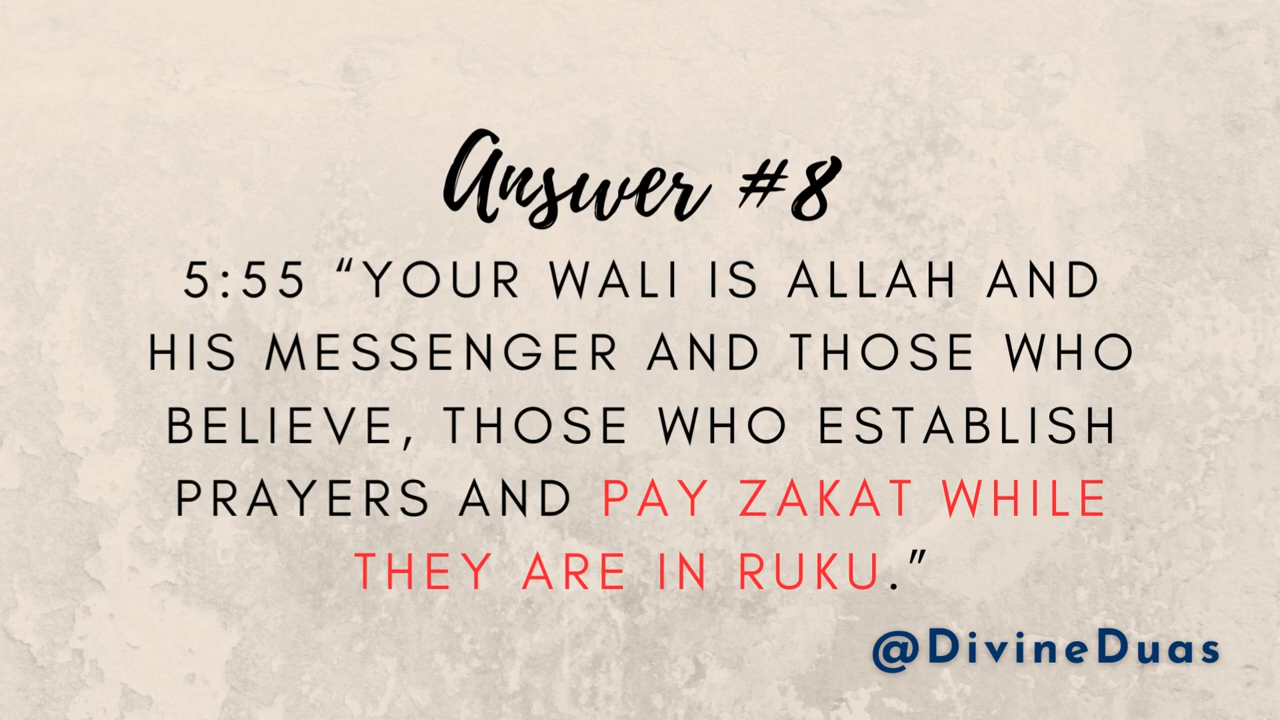 Answer #8
5:55 “YOUR WALI IS ALLAH AND
HIS MESSENGER AND THOSE WHO
BELIEVE, THOSE WHO ESTABLISH
PRAYERS AND PAY ZAKAT WHILE
THEY ARE IN RUKU.”
@DivineDuas